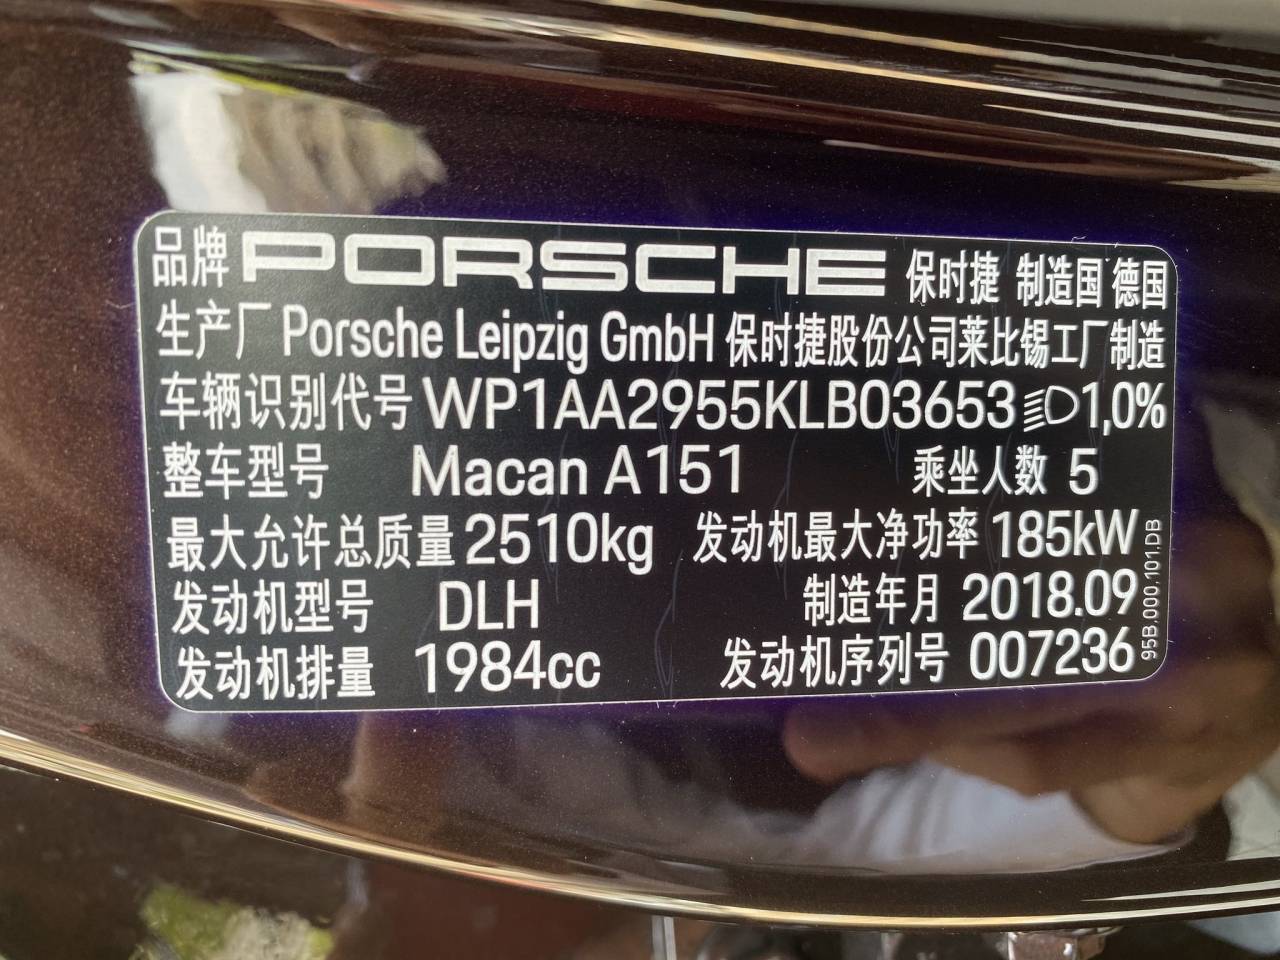 品牌 PORSCHE 保时捷 制造国 德国
生产厂 Porsche Leipzig GmbH 保时捷股份公司莱比锡工厂制造
车辆识别代号 WP1AA2955KLB03653 1,0%
整车型号 Macan A151 乘坐人数 5
最大允许总质量 2510kg 发动机最大净功率 185kW
发动机型号 DLH 制造年月 2018.09
发动机排量 1984cc 发动机序列号 007236
95B.000.101.DB